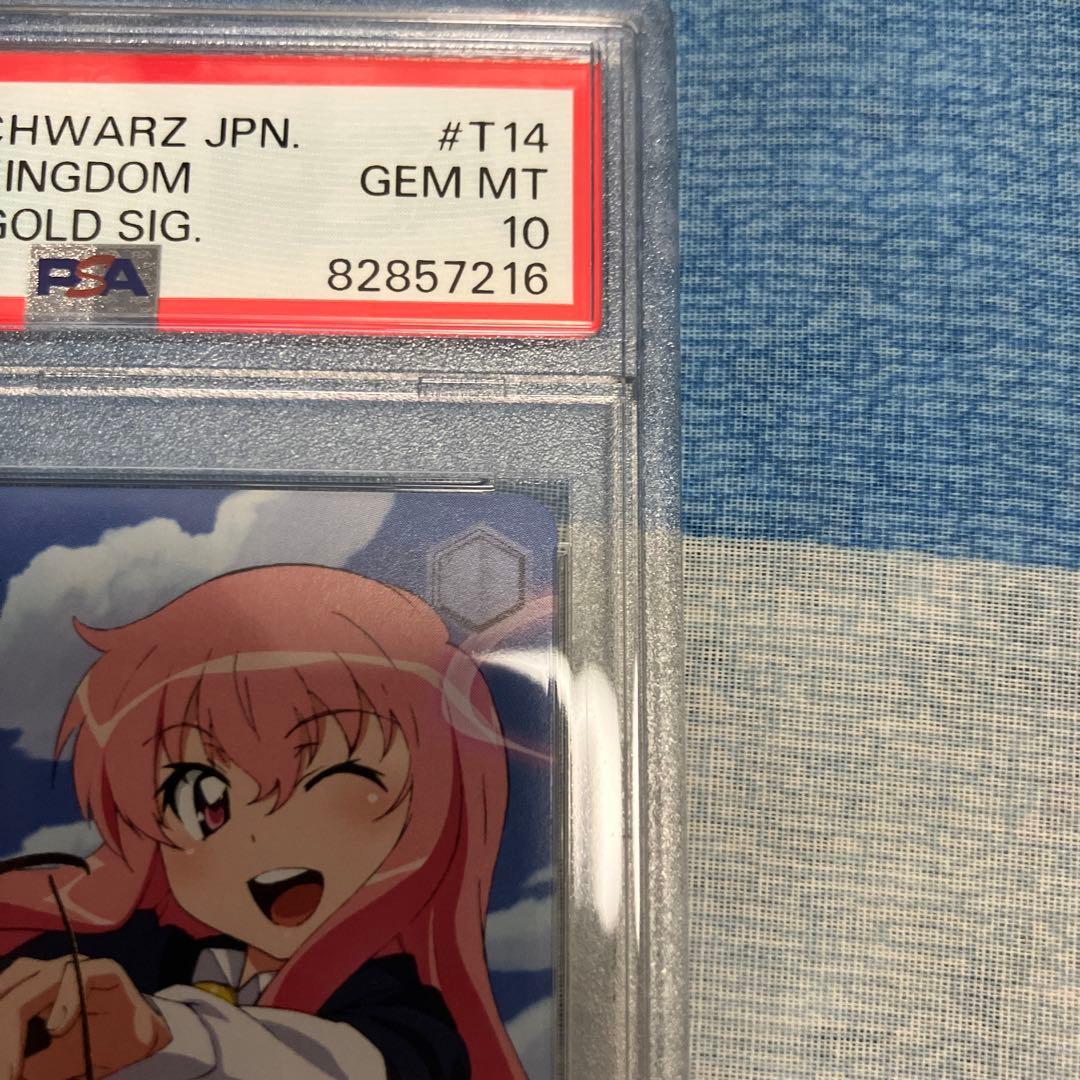 CHWARZ JPN. #T14
INGDOM GEM MT
GOLD SIG. 10
PSA 82857216